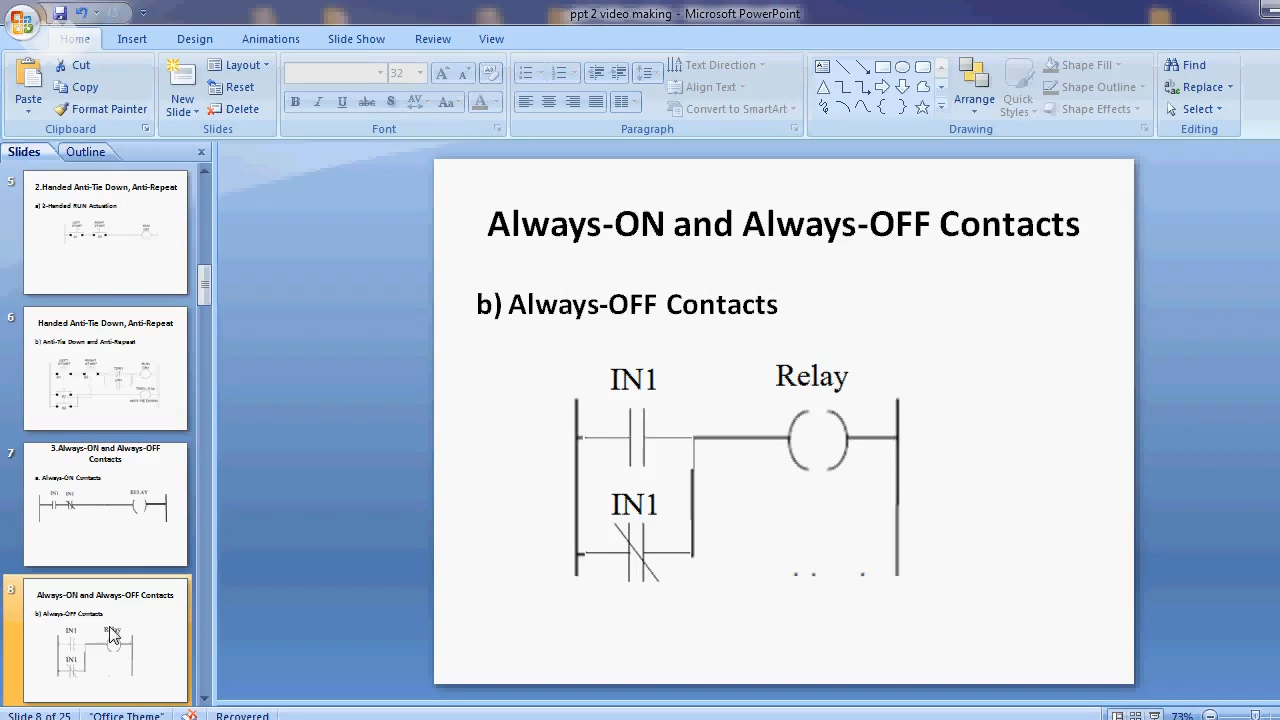 ppt 2 video making - Microsoft PowerPoint
Home Insert Design Animations Slide Show Review View
Paste
Cut
Copy
Format Painter
Clipboard
New Slide
Layout
Reset
Delete
Slides
32
B I U abc S AV Aa A
Font
Text Direction
Align Text
Convert to SmartArt
Paragraph
Arrange
Quick Styles
Shape Fill
Shape Outline
Shape Effects
Drawing
Find
Replace
Select
Editing
Slides Outline
5
2.Handed Anti-Tie Down, Anti-Repeat
a) 2-Handed RUN Actuation
6
Handed Anti-Tie Down, Anti-Repeat
b) Anti-Tie Down and Anti-Repeat
7
3.Always-ON and Always-OFF
Contacts
a. Always-ON Contacts
IN1 IN1 RELAY
8
Always-ON and Always-OFF Contacts
b) Always-OFF Contacts
IN1
IN1
Always-ON and Always-OFF Contacts
b) Always-OFF Contacts
IN1 Relay
IN1
Slide 8 of 25 "Office Theme" Recovered 73%